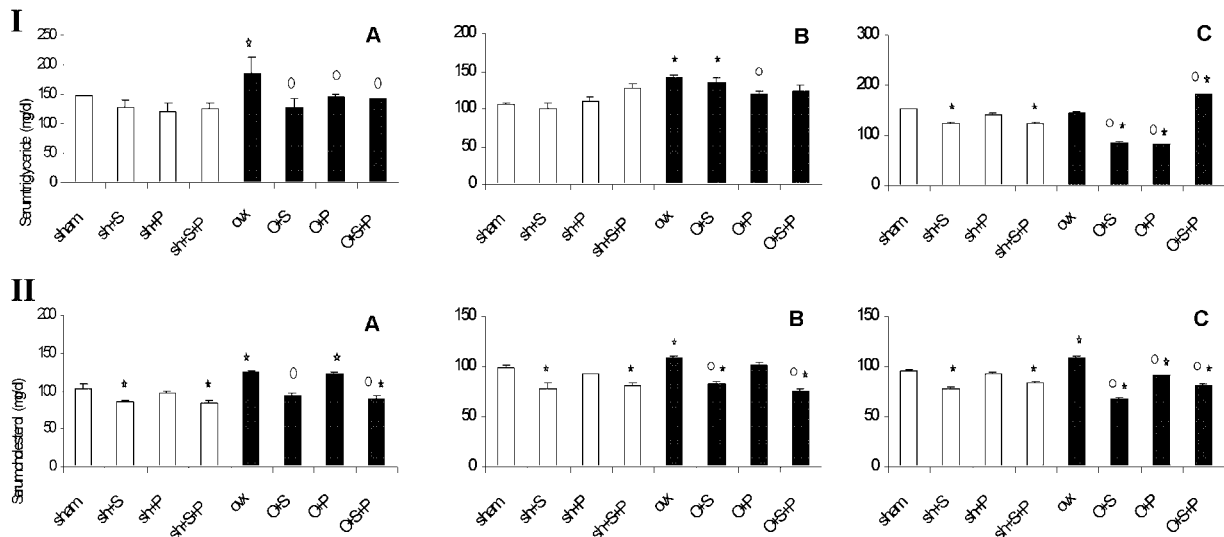 I
A
B
C
Serum triglyceride (mg/dl)
250
200
150
100
50
0
200
150
100
50
0
300
200
100
0
sham
sh+S
sh+P
sh+S+P
ovx
O+S
O+P
O+S+P
sham
sh+S
sh+P
sh+S+P
ovx
O+S
O+P
O+S+P
sham
sh+S
sh+P
sh+S+P
ovx
O+S
O+P
O+S+P
II
A
B
C
Serum cholesterol (mg/dl)
200
150
100
50
0
150
100
50
0
150
100
50
0
sham
sh+S
sh+P
sh+S+P
ovx
O+S
O+P
O+S+P
sham
sh+S
sh+P
sh+S+P
ovx
O+S
O+P
O+S+P
sham
sh+S
sh+P
sh+S+P
ovx
O+S
O+P
O+S+P